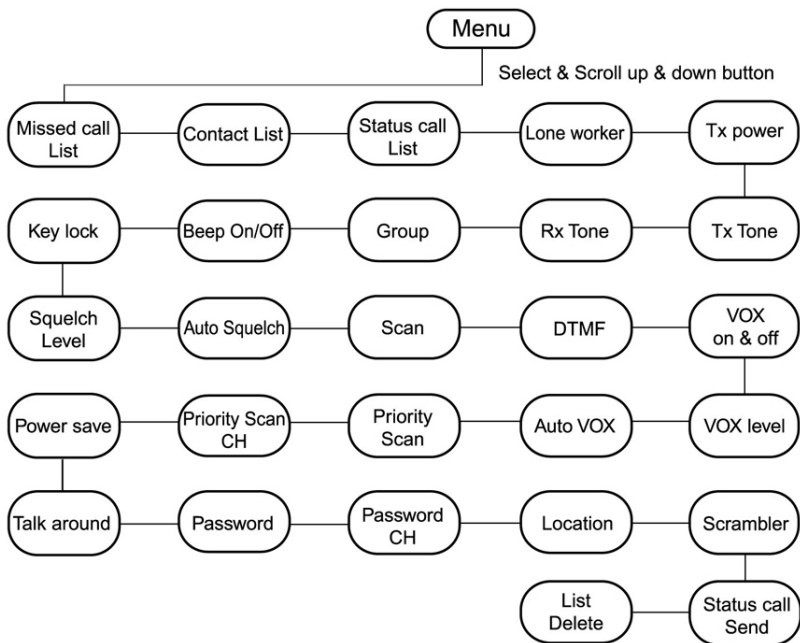 Menu
Select & Scroll up & down button
Missed call
List
Contact List
Status call
List
Lone worker
Tx power
Key lock
Beep On/Off
Group
Rx Tone
Tx Tone
Squelch
Level
Auto Squelch
Scan
DTMF
VOX
on & off
Power save
Priority Scan
CH
Priority
Scan
Auto VOX
VOX level
Talk around
Password
Password
CH
Location
Scrambler
List
Delete
Status call
Send